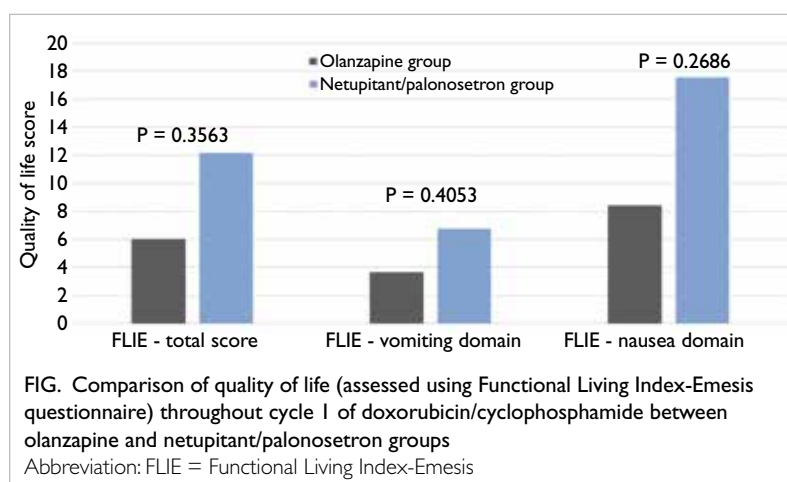 20
18
16
14
12
10
8
6
4
2
0
Quality of life score
Olanzapine group
Netupitant/palonosetron group
P = 0.3563
P = 0.4053
P = 0.2686
FLIE - total score
FLIE - vomiting domain
FLIE - nausea domain
FIG. Comparison of quality of life (assessed using Functional Living Index-Emesis
questionnaire) throughout cycle 1 of doxorubicin/cyclophosphamide between
olanzapine and netupitant/palonosetron groups
Abbreviation: FLIE = Functional Living Index-Emesis